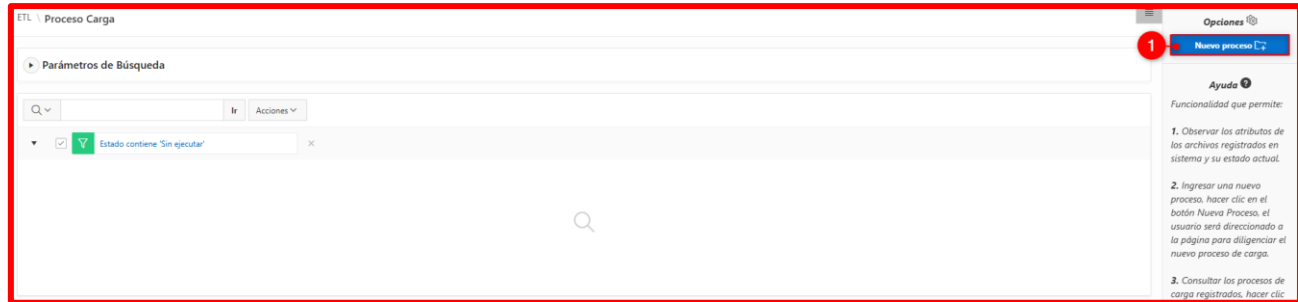 ETL \ Proceso Carga
Parámetros de Búsqueda
Ir Acciones
Estado contiene 'Sin ejecutar'
Opciones
1
Nuevo proceso
Ayuda
Funcionalidad que permite:
1. Observar los atributos de
los archivos registrados en
sistema y su estado actual.
2. Ingresar una nuevo
proceso, hacer clic en el
botón Nueva Proceso, el
usuario será direccionado a
la página para diligenciar el
nuevo proceso de carga.
3. Consultar los procesos de
carga registrados, hacer clic